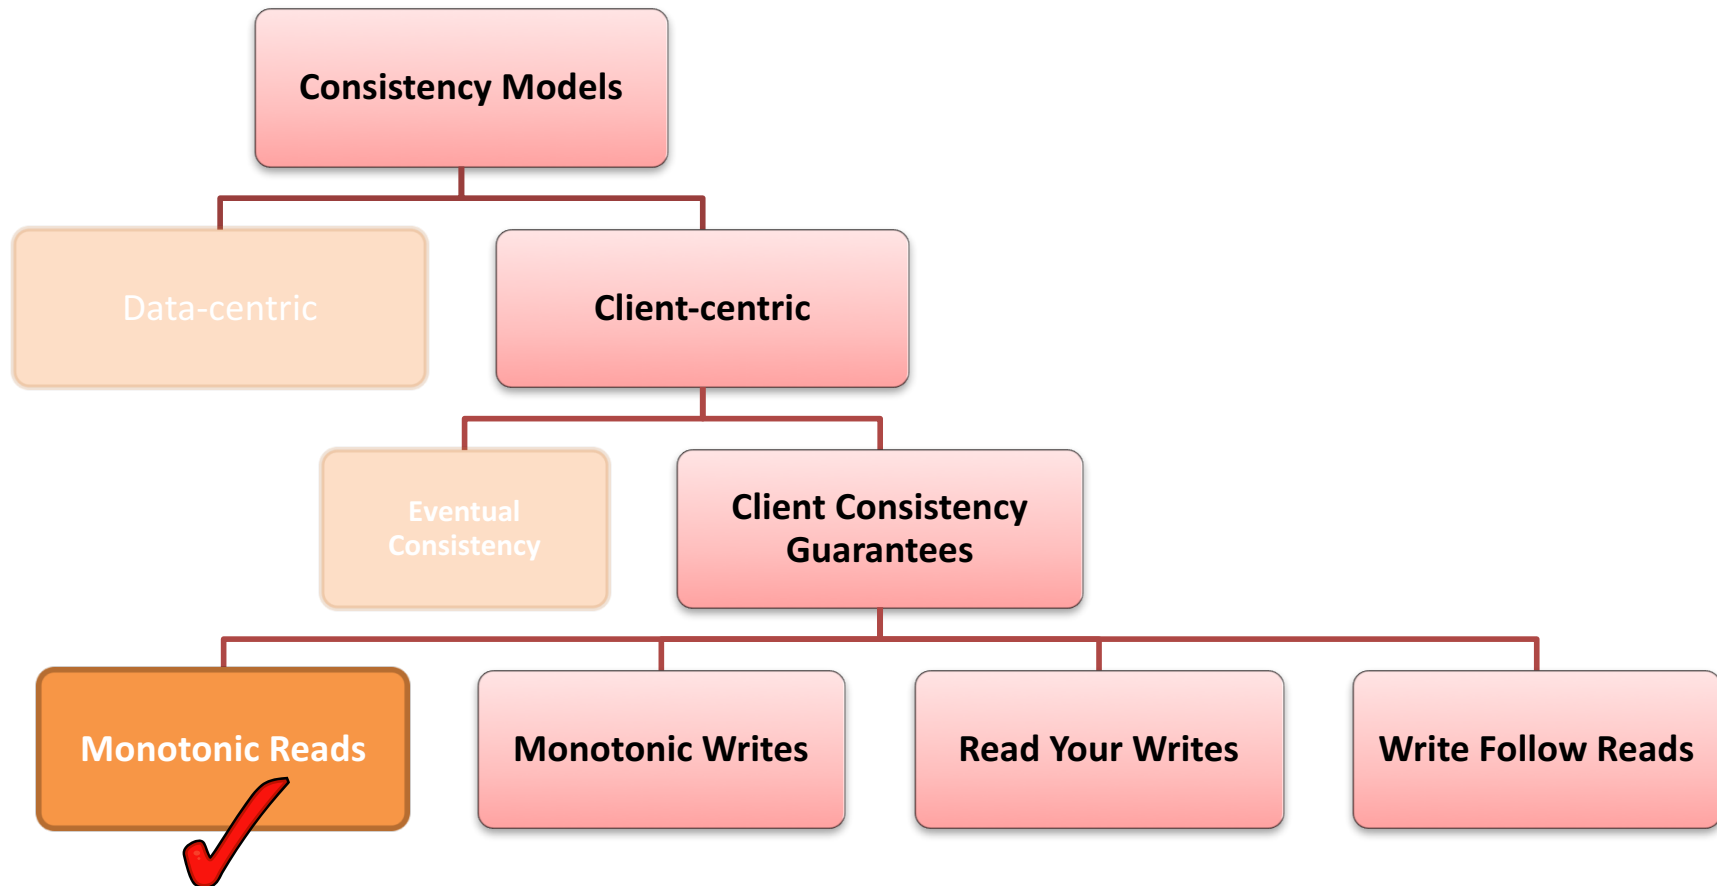 Consistency Models
Data-centric
Client-centric
Eventual
Consistency
Client Consistency
Guarantees
Monotonic Reads
Monotonic Writes
Read Your Writes
Write Follow Reads